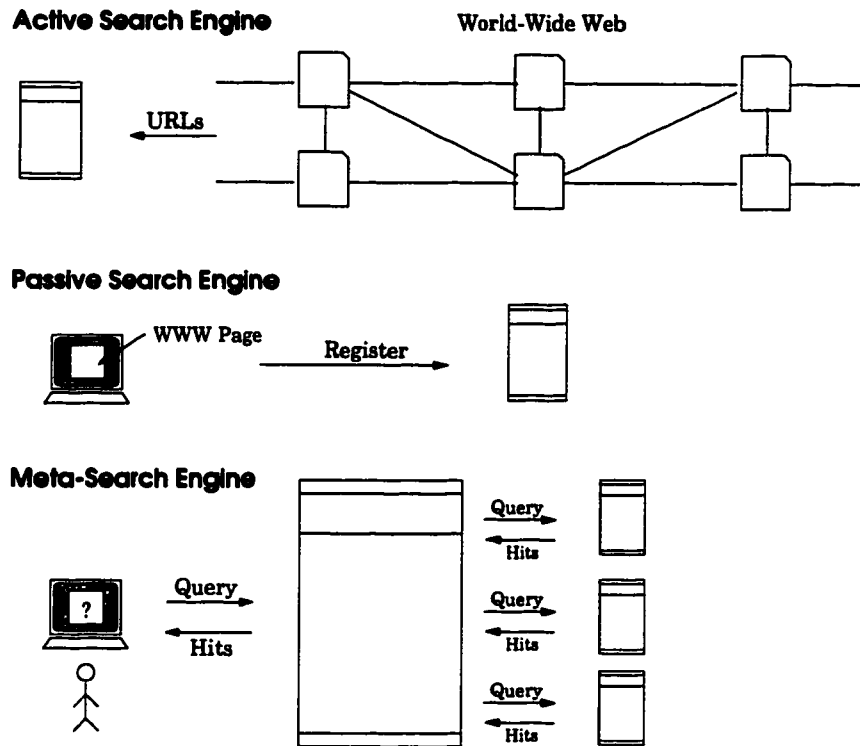 Active Search Engine
World-Wide Web
URLs
Passive Search Engine
WWW Page
Register
Meta-Search Engine
Query
Hits
?
Query
Hits
Query
Hits
Query
Hits